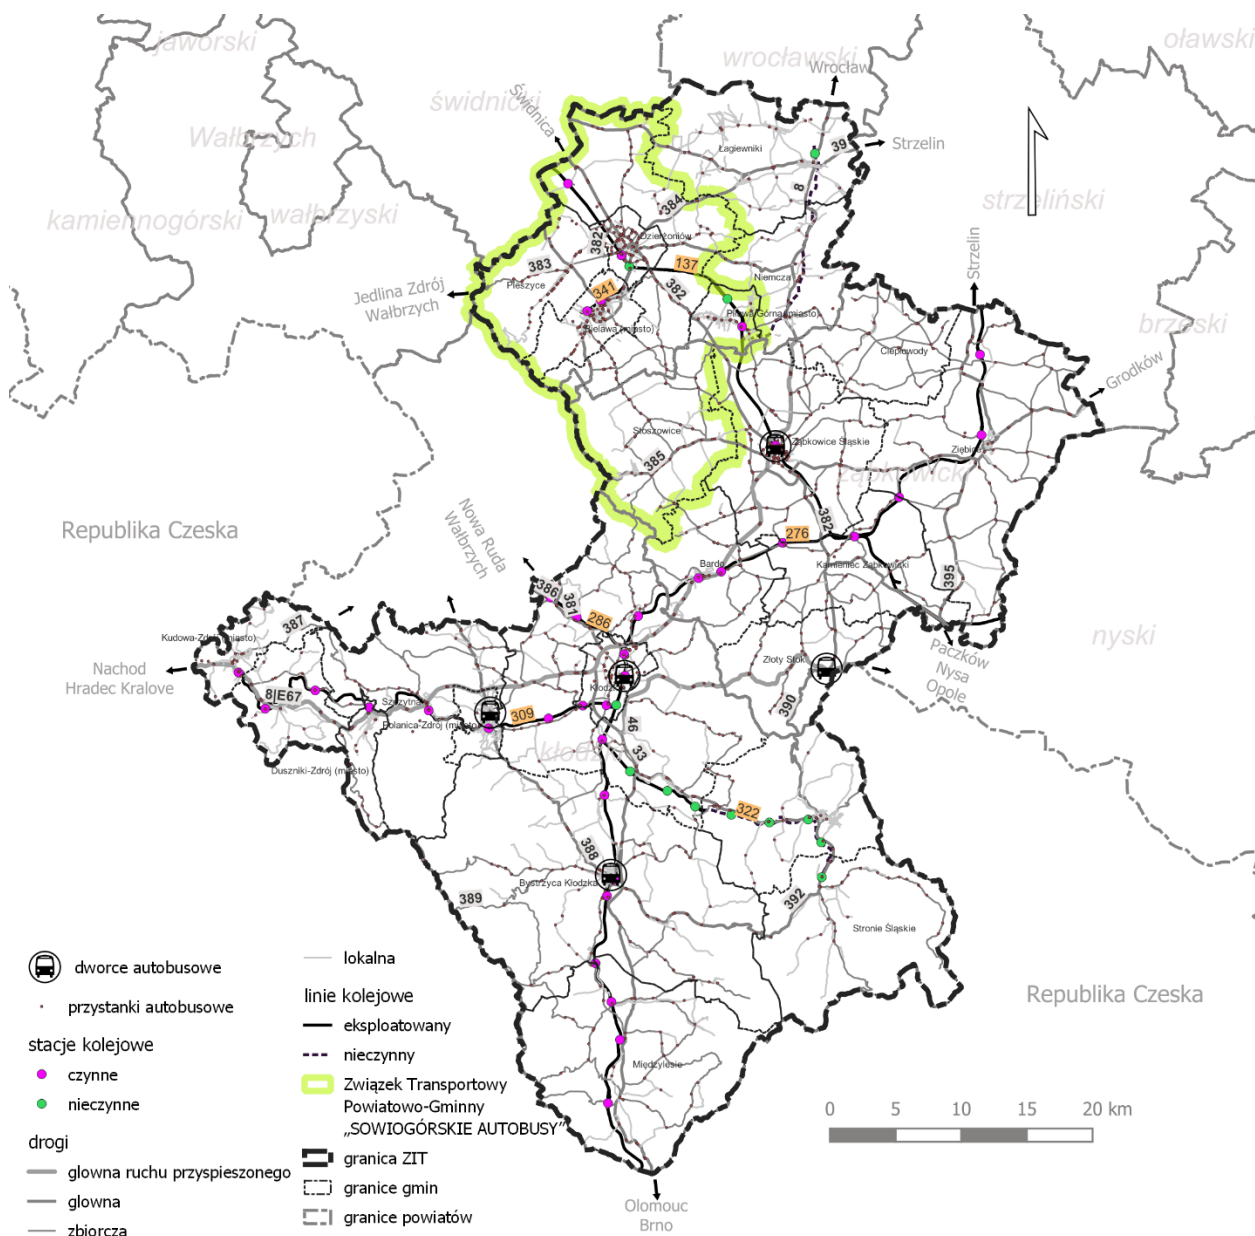 jaworski
wrocławski
oławski
Wrocław
świdnicki
Świdnica
Wałbrzych
Łagiewniki
39
Strzelin
8
384
strzeliński
kamiennogórski
wałbrzyski
382
Dzierżoniów
Strzelin
383
137
Niemcza
Pieszyce
341
382
Jedlina Zdrój
Wałbrzych
Bielawa (miasto)
Piława Górna (miasto)
brzeski
Ciepłowody
Grodków
Stoszowice
Ząbkowice Śląskie
Ziębice
385
ząbkowicki
Republika Czeska
Nowa Ruda
Wałbrzych
382
276
Bardo
Kamieniec Ząbkowicki
395
386
387
286
387
Kudowa-Zdrój (miasto)
nyski
Paczków
Nysa
Opole
Nachod
Hradec Kralove
Złoty Stok
Kłodzko
8|E67
Szczytna
390
309
Polanica-Zdrój (miasto)
46
33
kłodzki
Duszniki-Zdrój (miasto)
322
388
Bystrzyca Kłodzka
389
392
Stronie Śląskie
Republika Czeska
Międzylesie
0 5 10 15 20 km
Olomouc
Brno
dworce autobusowe
przystanki autobusowe
stacje kolejowe
czynne
nieczynne
drogi
glowna ruchu przyspieszonego
glowna
zbiorcza
lokalna
linie kolejowe
eksploatowany
nieczynny
Związek Transportowy
Powiatowo-Gminny
„SOWIOGÓRSKIE AUTOBUSY”
granica ZIT
granice gmin
granice powiatów